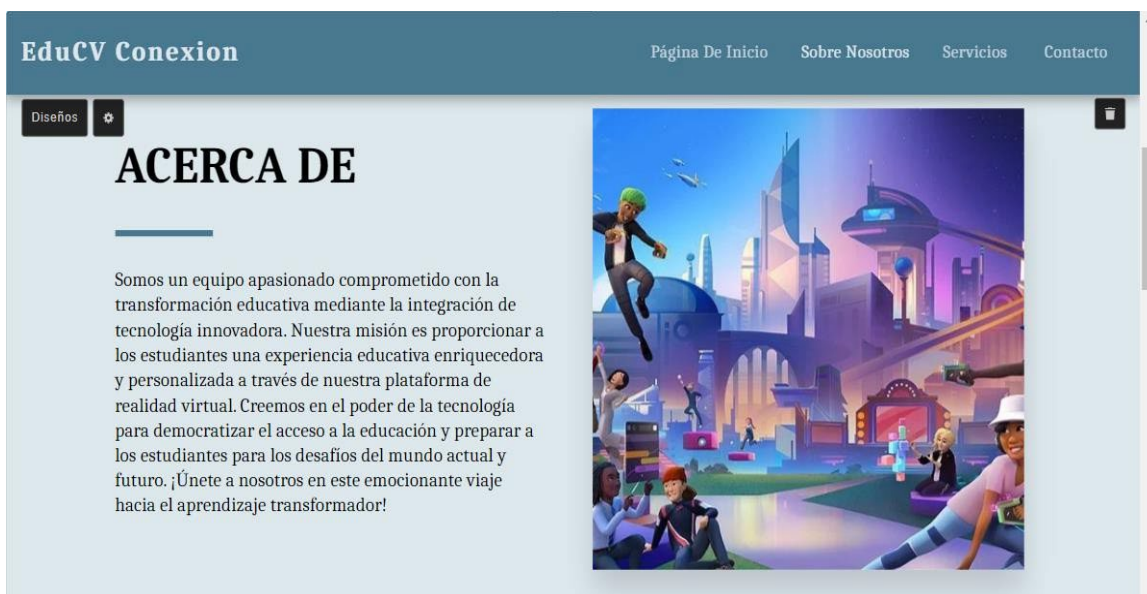 EduCV Conexion
Página De Inicio Sobre Nosotros Servicios Contacto
Diseños
ACERCA DE
Somos un equipo apasionado comprometido con la
transformación educativa mediante la integración de
tecnología innovadora. Nuestra misión es proporcionar a
los estudiantes una experiencia educativa enriquecedora
y personalizada a través de nuestra plataforma de
realidad virtual. Creemos en el poder de la tecnología
para democratizar el acceso a la educación y preparar a
los estudiantes para los desafíos del mundo actual y
futuro. ¡Únete a nosotros en este emocionante viaje
hacia el aprendizaje transformador!